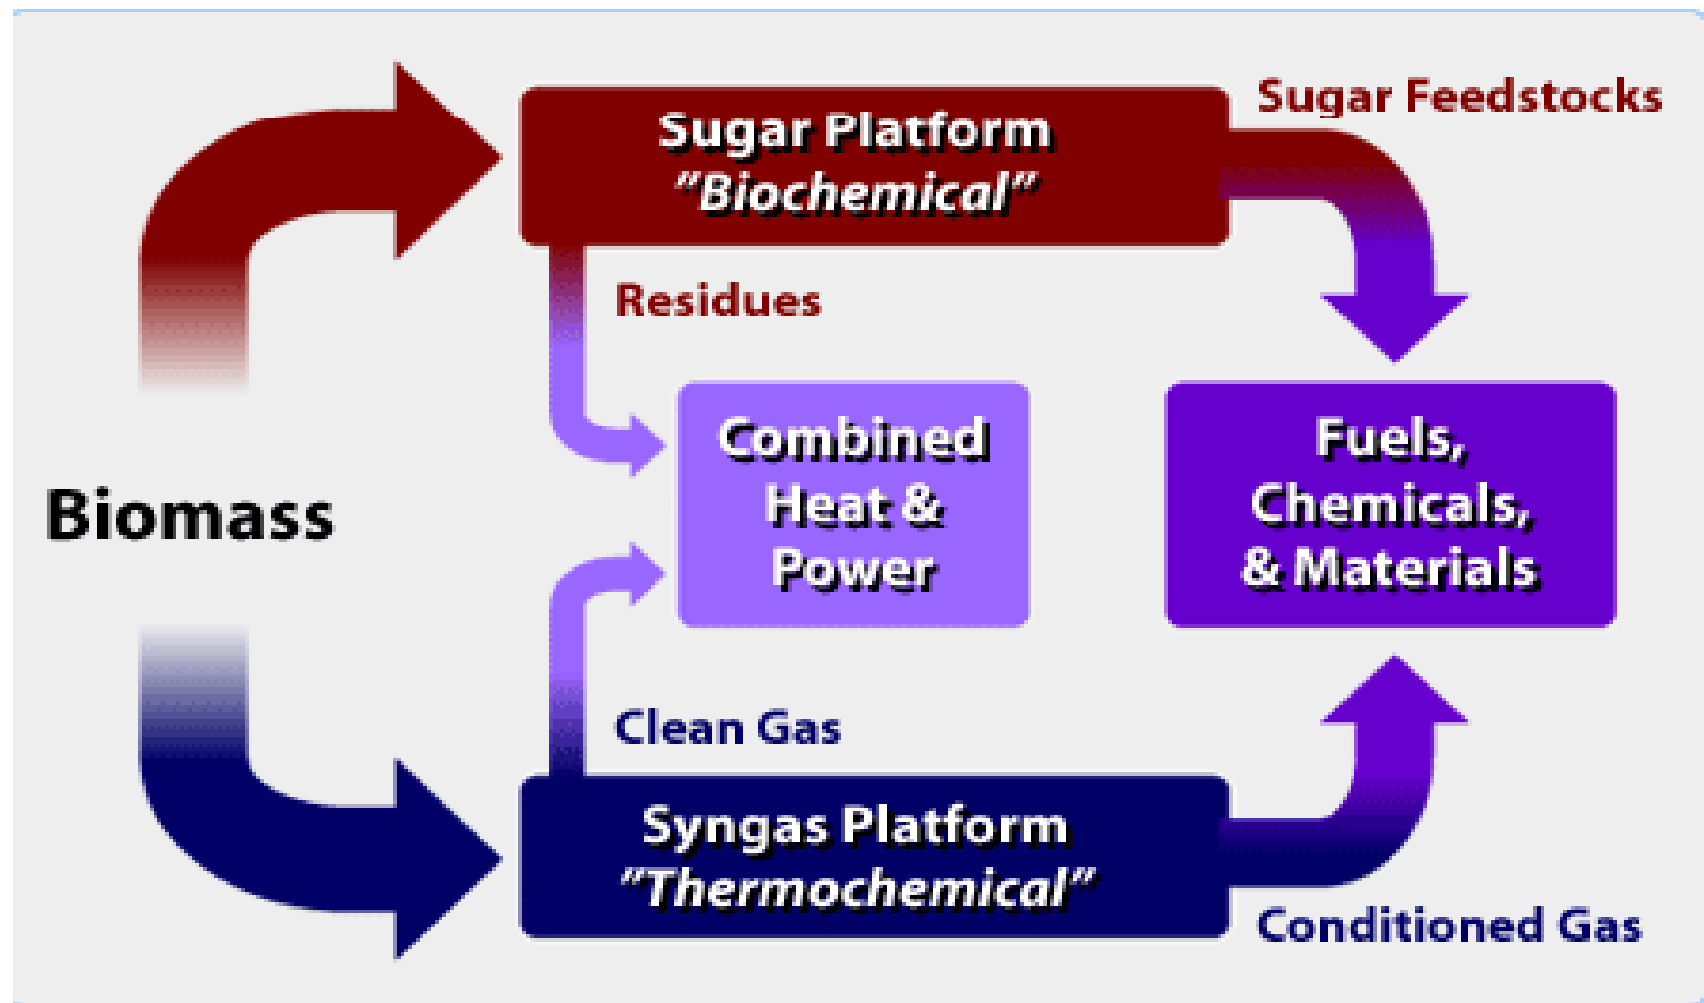 Sugar Feedstocks
Sugar Platform
"Biochemical"
Residues
Combined
Heat &
Power
Fuels,
Chemicals,
& Materials
Biomass
Clean Gas
Syngas Platform
"Thermochemical"
Conditioned Gas